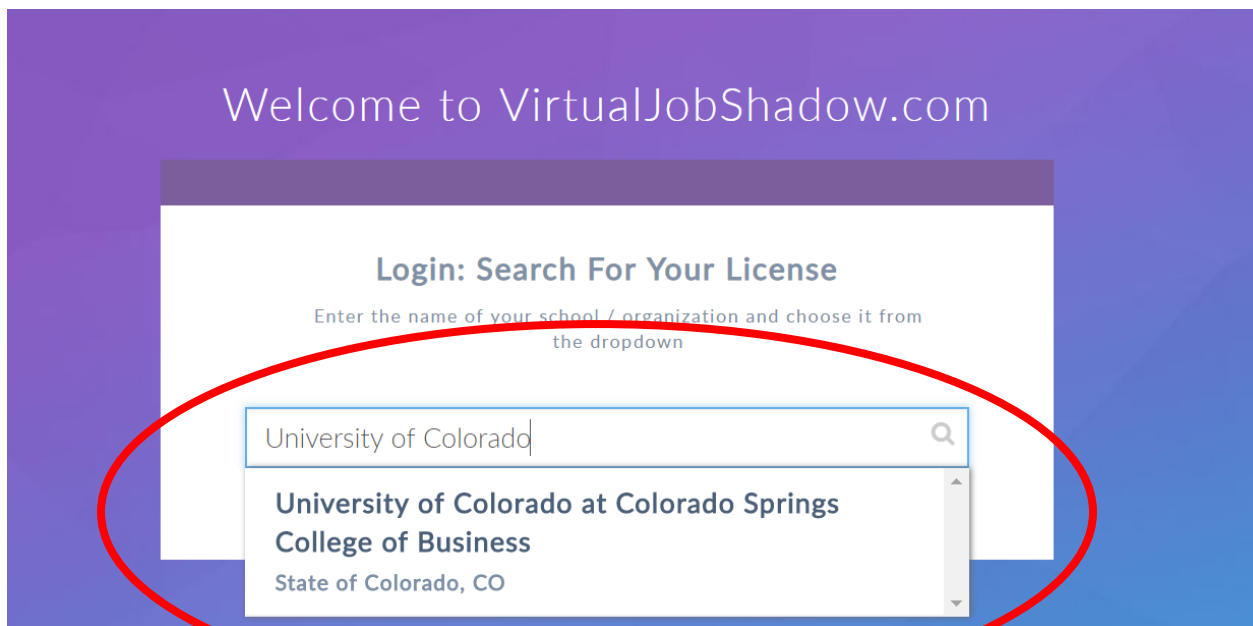 Welcome to VirtualJobShadow.com
Login: Search For Your License
Enter the name of your school / organization and choose it from
the dropdown
University of Colorado
University of Colorado at Colorado Springs
College of Business
State of Colorado, CO